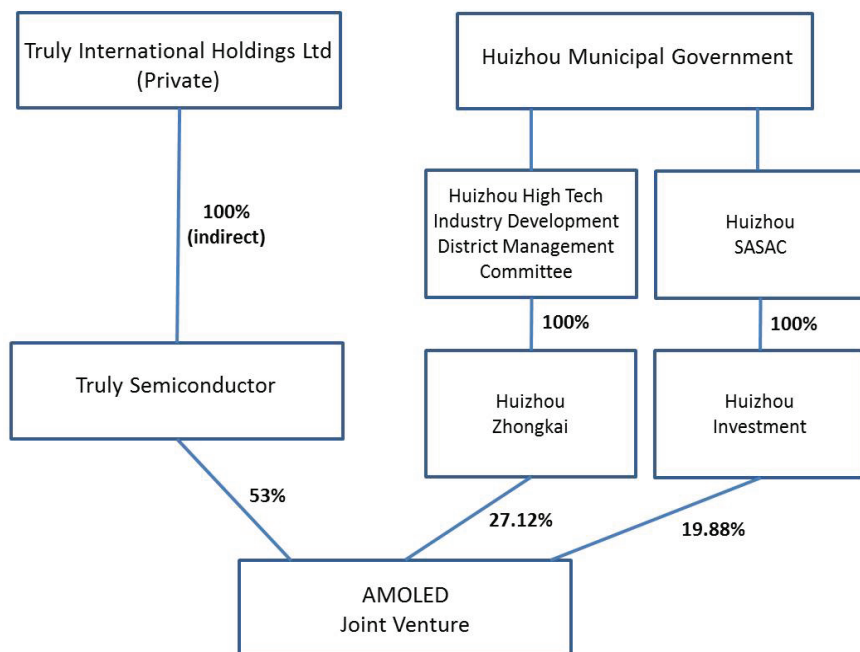 Truly International Holdings Ltd
(Private)
Huizhou Municipal Government
100%
(indirect)
Huizhou High Tech
Industry Development
District Management
Committee
Huizhou
SASAC
100%
100%
Truly Semiconductor
Huizhou
Zhongkai
Huizhou
Investment
53%
27.12%
19.88%
AMOLED
Joint Venture